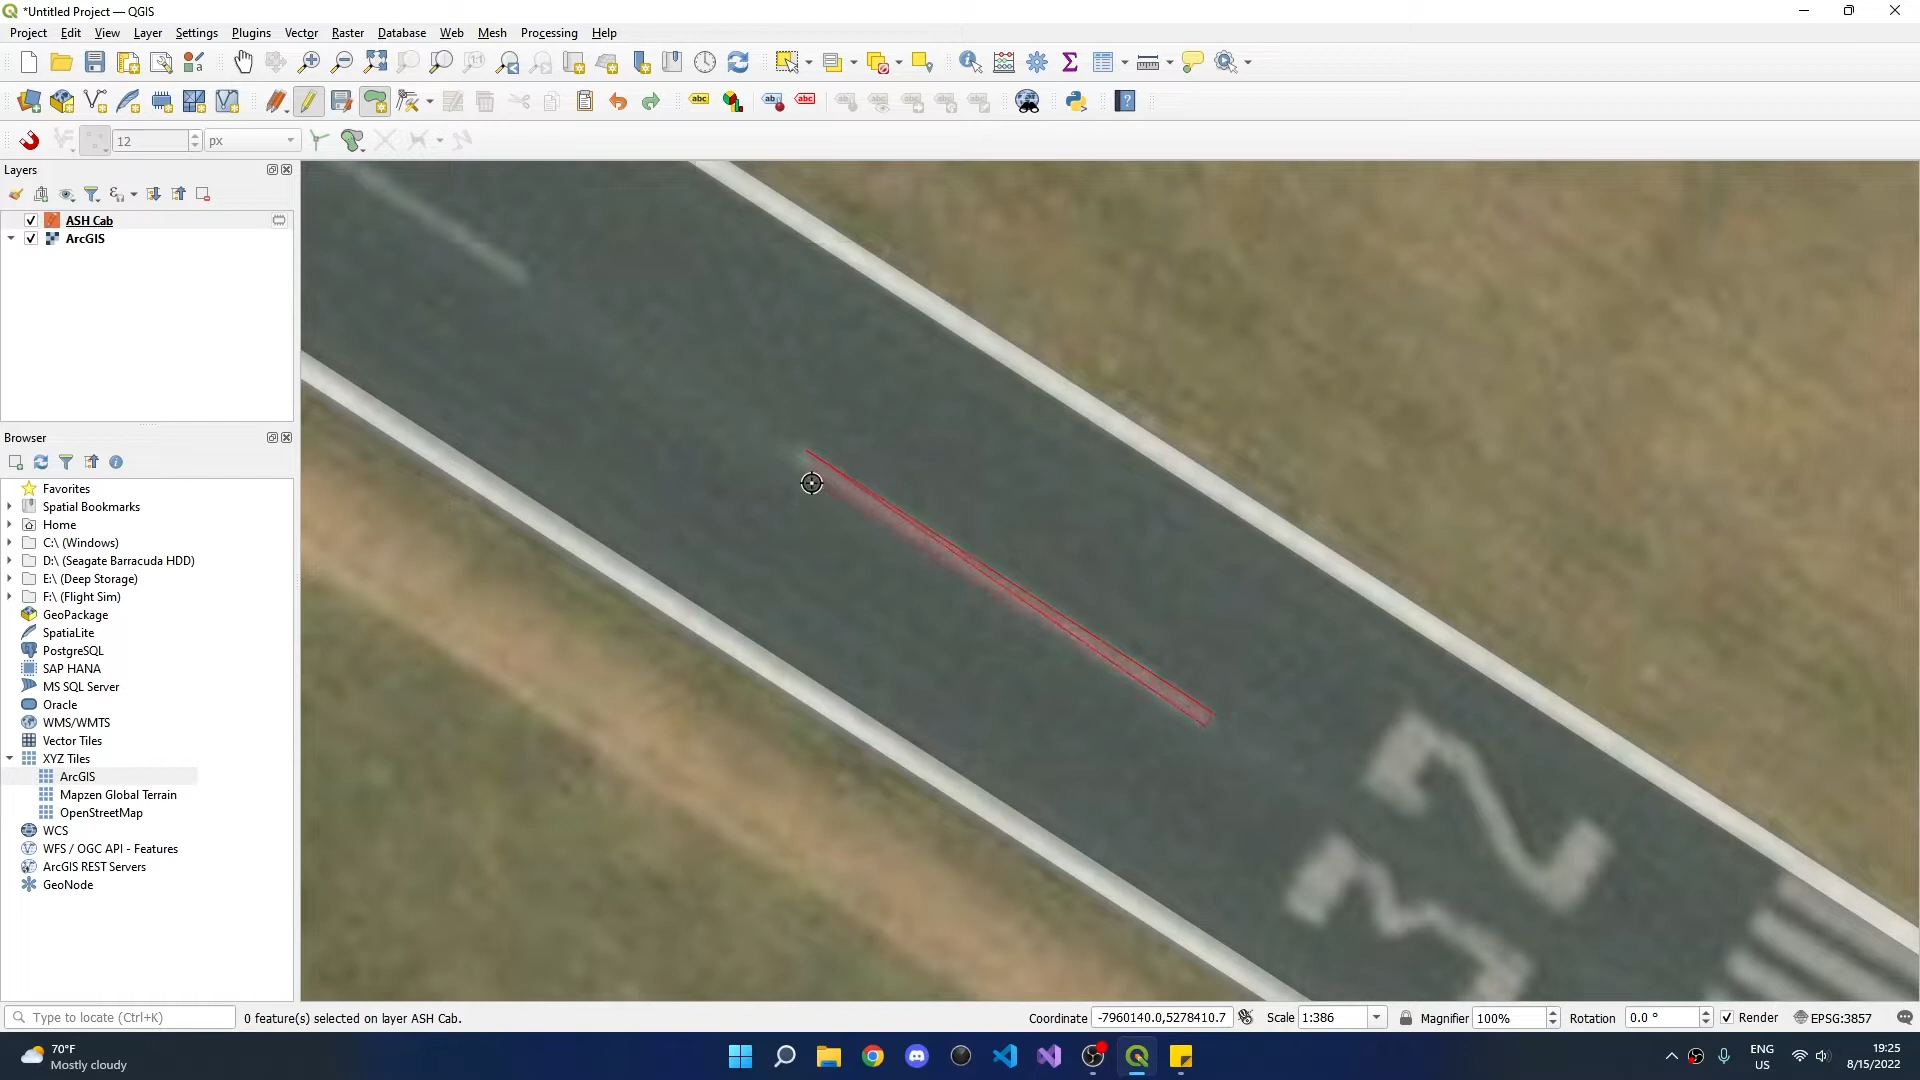 *Untitled Project — QGIS
Project Edit View Layer Settings Plugins Vector Raster Database Web Mesh Processing Help
12 px
Layers
ASH Cab
ArcGIS
Browser
Favorites
Spatial Bookmarks
Home
C:\ (Windows)
D:\ (Seagate Barracuda HDD)
E:\ (Deep Storage)
F:\ (Flight Sim)
GeoPackage
SpatiaLite
PostgreSQL
SAP HANA
MS SQL Server
Oracle
WMS/WMTS
Vector Tiles
XYZ Tiles
ArcGIS
Mapzen Global Terrain
OpenStreetMap
WCS
WFS / OGC API - Features
ArcGIS REST Servers
GeoNode
32
Type to locate (Ctrl+K) 0 feature(s) selected on layer ASH Cab. Coordinate -7960140.0,5278410.7 Scale 1:386 Magnifier 100% Rotation 0.0 ° Render EPSG:3857
70°F
Mostly cloudy
ENG
US
19:25
8/15/2022